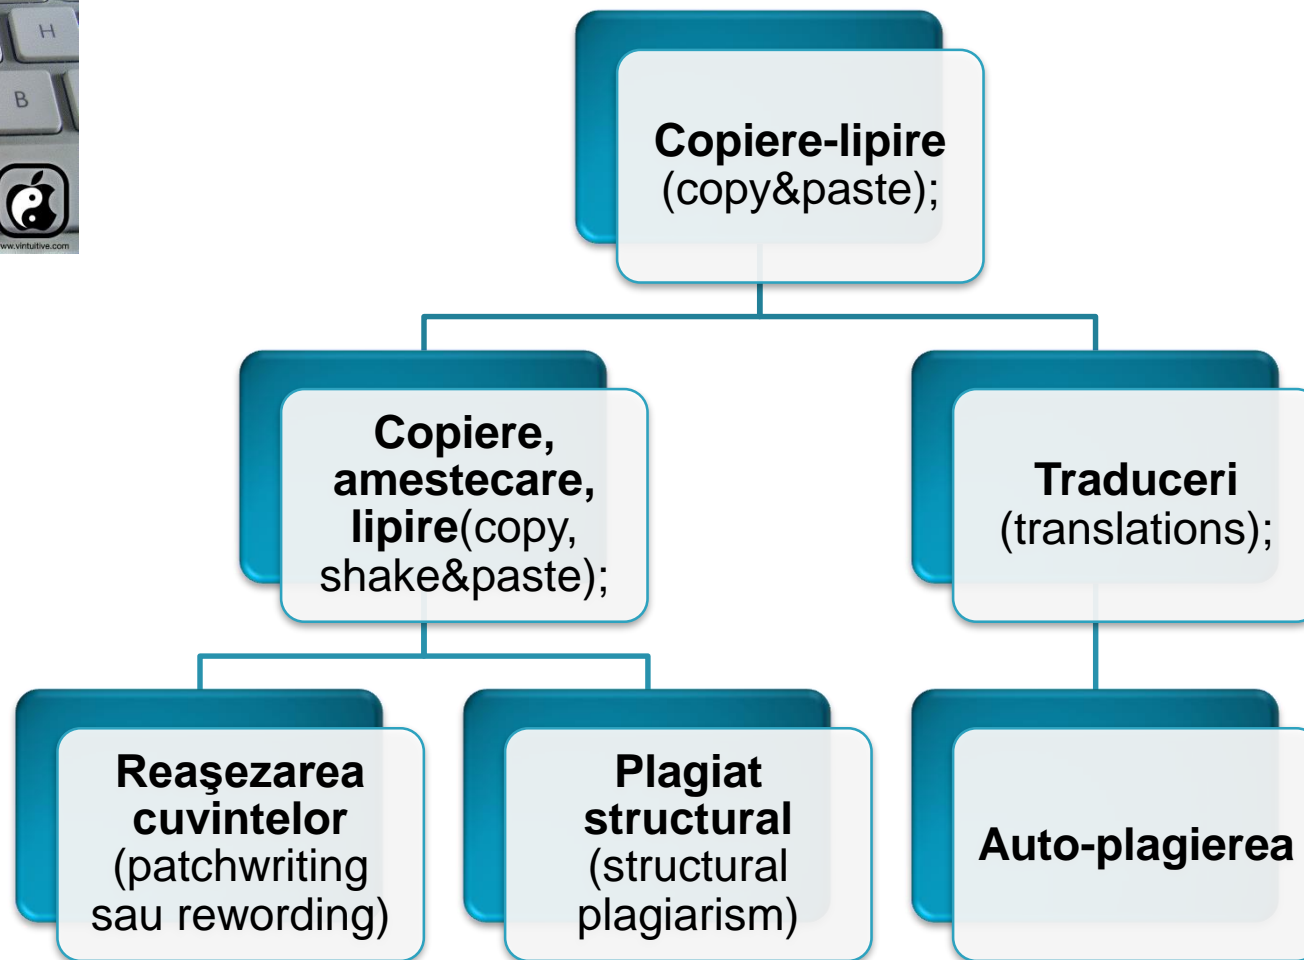 H
B
www.vintuitive.com
Copiere-lipire
(copy&paste);
Copiere,
amestecare,
lipire(copy,
shake&paste);
Traduceri
(translations);
Reaşezarea
cuvintelor
(patchwriting
sau rewording)
Plagiat
structural
(structural
plagiarism)
Auto-plagierea